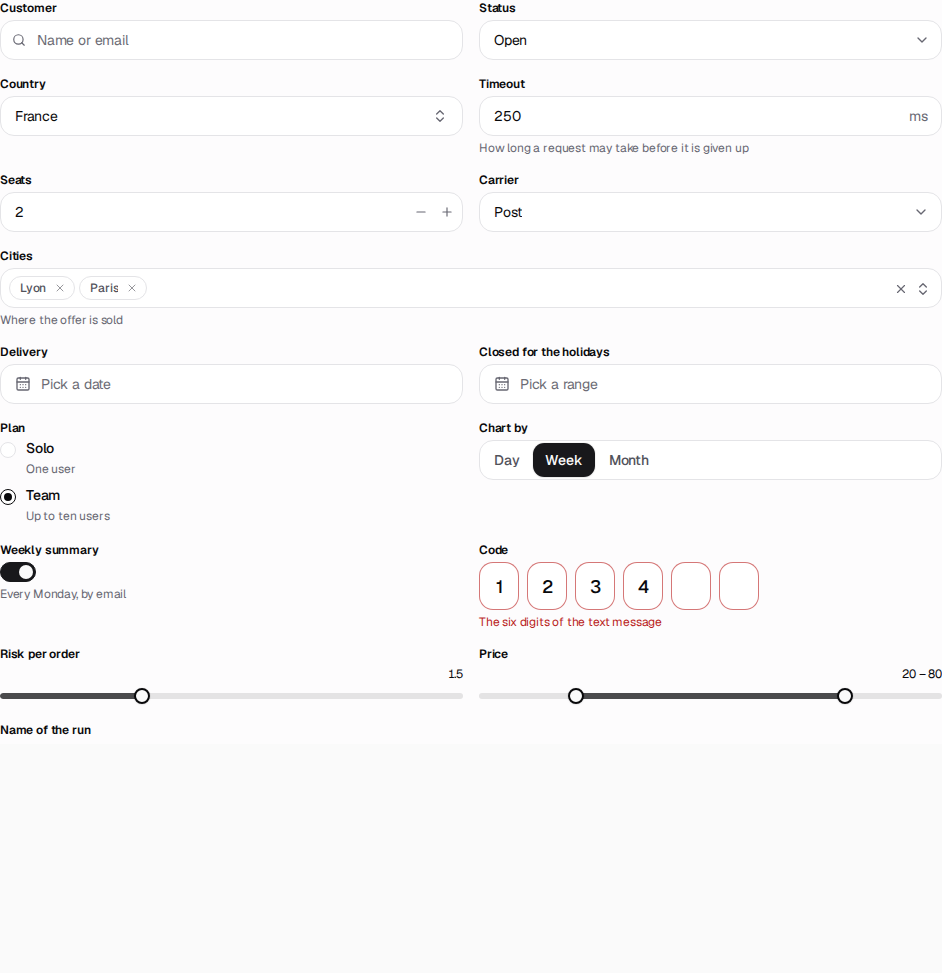 Customer
Name or email
Status
Open
Country
France
Timeout
250 ms
How long a request may take before it is given up
Seats
2
Carrier
Post
Cities
Lyon
Paris
Where the offer is sold
Delivery
Pick a date
Closed for the holidays
Pick a range
Plan
Solo
One user
Team
Up to ten users
Chart by
Day Week Month
Weekly summary
Every Monday, by email
Code
1 2 3 4
The six digits of the text message
Risk per order
1.5
Price
20 – 80
Name of the run